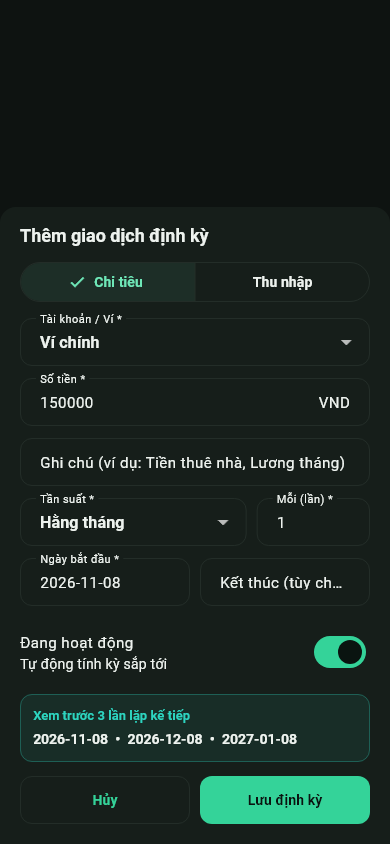 Thêm giao dịch định kỳ
Chi tiêu
Thu nhập
Tài khoản / Ví *
Ví chính
Số tiền *
150000
VND
Ghi chú (ví dụ: Tiền thuê nhà, Lương tháng)
Tần suất *
Mỗi (lần) *
Hằng tháng
1
Ngày bắt đầu *
2026-11-08
Kết thúc (tùy ch...
Đang hoạt động
Tự động tính kỳ sắp tới
Xem trước 3 lần lặp kế tiếp
2026-11-08 • 2026-12-08 • 2027-01-08
Hủy
Lưu định kỳ